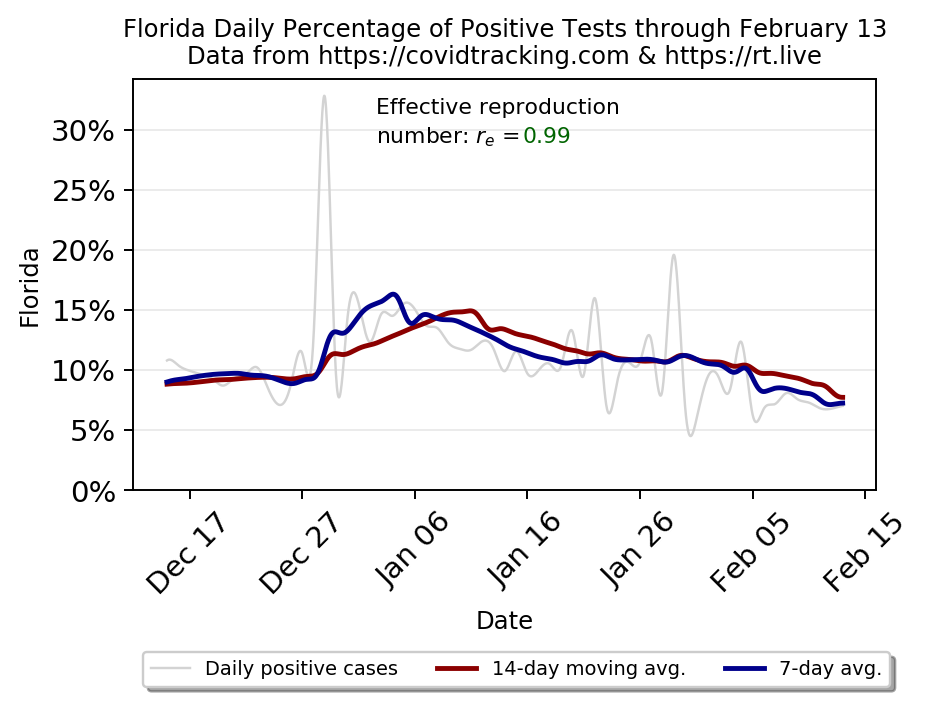 Florida Daily Percentage of Positive Tests through February 13
Data from https://covidtracking.com & https://rt.live
Effective reproduction
number: rₑ = 0.99
30%
25%
20%
15%
10%
5%
0%
Florida
Dec 17
Dec 27
Jan 06
Jan 16
Jan 26
Feb 05
Feb 15
Date
Daily positive cases
14-day moving avg.
7-day avg.